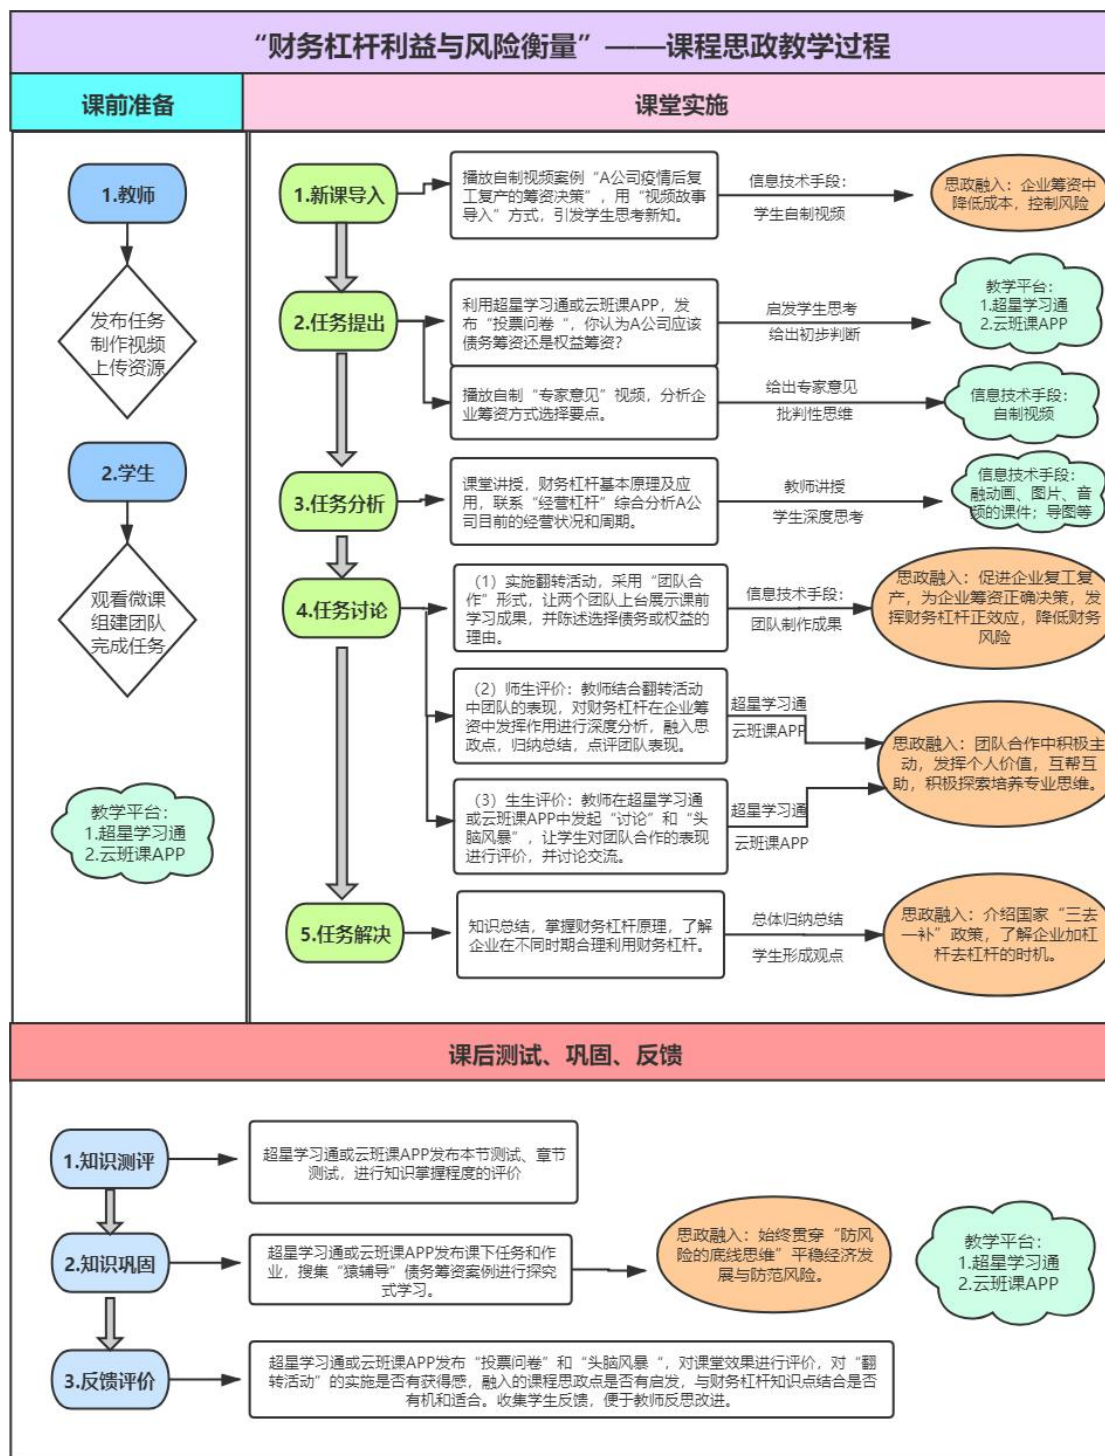 “财务杠杆利益与风险衡量”——课程思政教学过程
课前准备
课堂实施
1.教师
发布任务
制作视频
上传资源
2.学生
观看微课
组建团队
完成任务
教学平台：
1.超星学习通
2.云班课APP
1.新课导入
播放自制视频案例“A公司疫情后复
工复产的筹资决策”，用“视频故事
导入”方式，引发学生思考新知。
信息技术手段：
学生自制视频
思政融入：企业筹资中
降低成本，控制风险
2.任务提出
利用超星学习通或云班课APP，发
布“投票问卷“，你认为A公司应该
债务筹资还是权益筹资？
启发学生思考
给出初步判断
教学平台：
1.超星学习通
2.云班课APP
播放自制“专家意见”视频，分析企
业筹资方式选择要点。
给出专家意见
批判性思维
信息技术手段：
自制视频
3.任务分析
课堂讲授，财务杠杆基本原理及应
用，联系“经营杠杆”综合分析A公
司目前的经营状况和周期。
教师讲授
学生深度思考
信息技术手段：
融动画、图片、音
频的课件；导图等
4.任务讨论
（1）实施翻转活动，采用“团队合
作”形式，让两个团队上台展示课前
学习成果，并陈述选择债务或权益的
理由。
信息技术手段：
团队制作成果
思政融入：促进企业复工复
产，为企业筹资正确决策，发
挥财务杠杆正效应，降低财务
风险
（2）师生评价：教师结合翻转活动
中团队的表现，对财务杠杆在企业筹
资中发挥作用进行深度分析，融入思
政点，归纳总结，点评团队表现。
超星学习通
云班课APP
思政融入：团队合作中积极主
动，发挥个人价值，互帮互
助，积极探索培养专业思维。
（3）生生评价：教师在超星学习通
或云班课APP中发起“讨论”和“头
脑风暴”，让学生对团队合作的表现
进行评价，并讨论交流。
超星学习通
云班课APP
5.任务解决
知识总结，掌握财务杠杆原理，了解
企业在不同时期合理利用财务杠杆。
总体归纳总结
学生形成观点
思政融入：介绍国家“三去
一补”政策，了解企业加杠
杆去杠杆的时机。
课后测试、巩固、反馈
1.知识测评
超星学习通或云班课APP发布本节测试、章节
测试，进行知识掌握程度的评价
2.知识巩固
超星学习通或云班课APP发布课下任务和作
业，搜集“猿辅导”债务筹资案例进行探究
式学习。
思政融入：始终贯穿“防风
险的底线思维”平稳经济发
展与防范风险。
教学平台：
1.超星学习通
2.云班课APP
3.反馈评价
超星学习通或云班课APP发布“投票问卷”和“头脑风暴“，对课堂效果进行评价，对“翻
转活动”的实施是否有获得感，融入的课程思政点是否有启发，与财务杠杆知识点结合是否
有机和适合。收集学生反馈，便于教师反思改进。